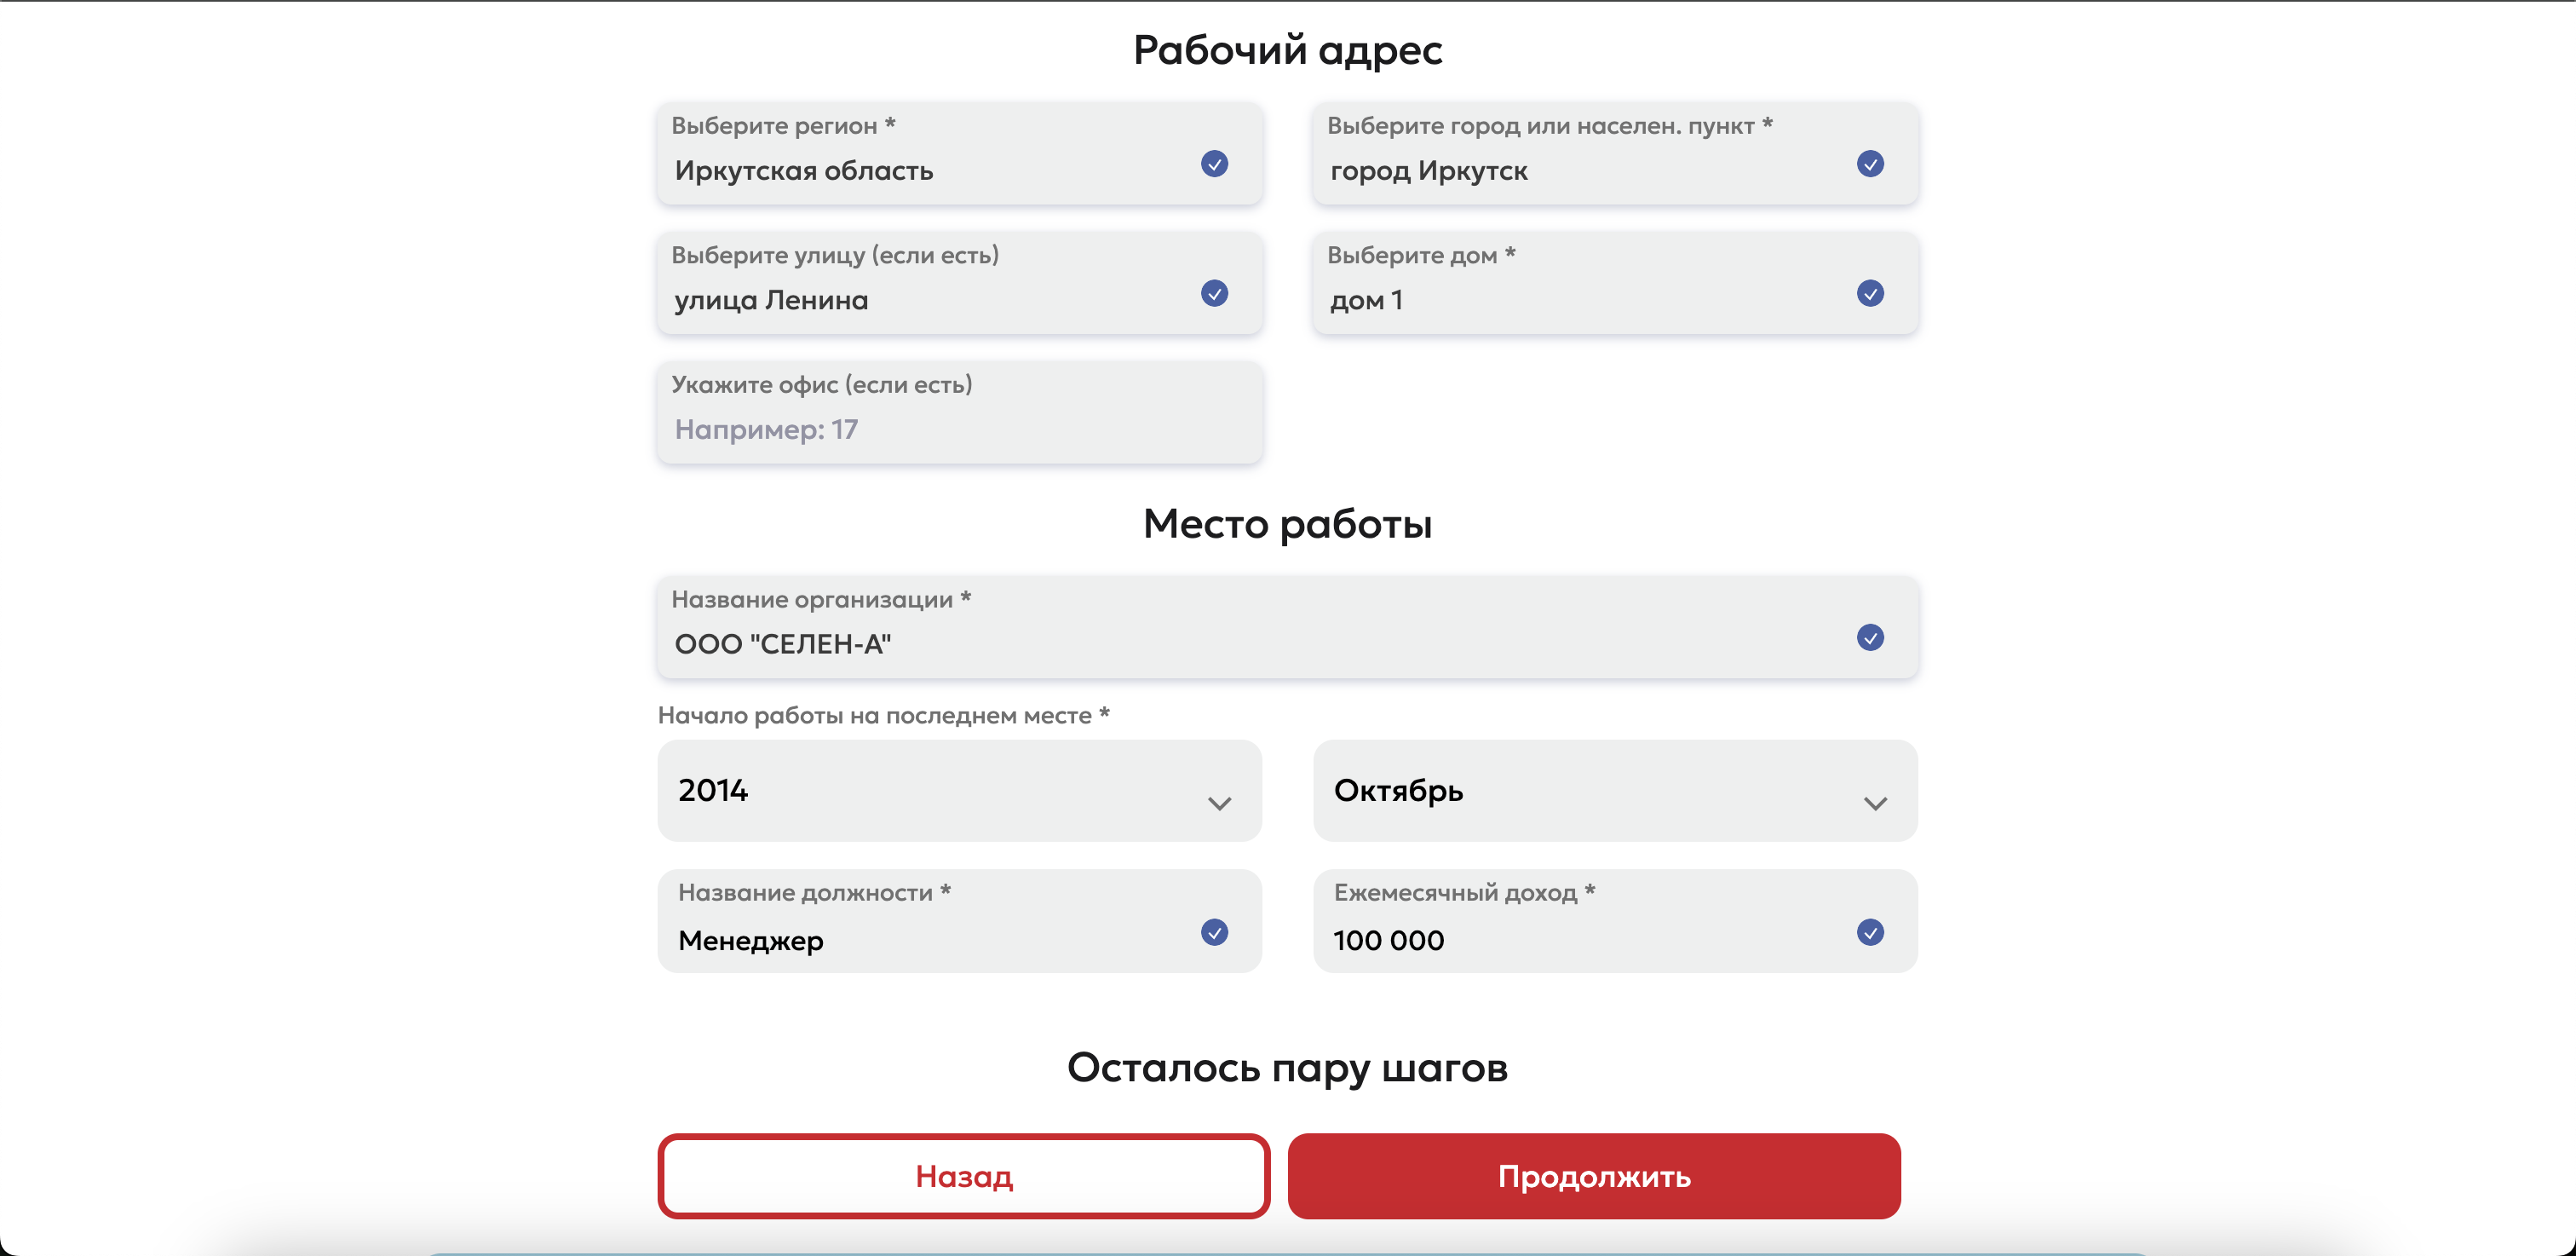 Рабочий адрес
Выберите регион *
Иркутская область
Выберите город или населен. пункт *
город Иркутск
Выберите улицу (если есть)
улица Ленина
Выберите дом *
дом 1
Укажите офис (если есть)
Например: 17
Место работы
Название организации *
ООО "СЕЛЕН-А"
Начало работы на последнем месте *
2014
Октябрь
Название должности *
Менеджер
Ежемесячный доход *
100 000
Осталось пару шагов
Назад
Продолжить